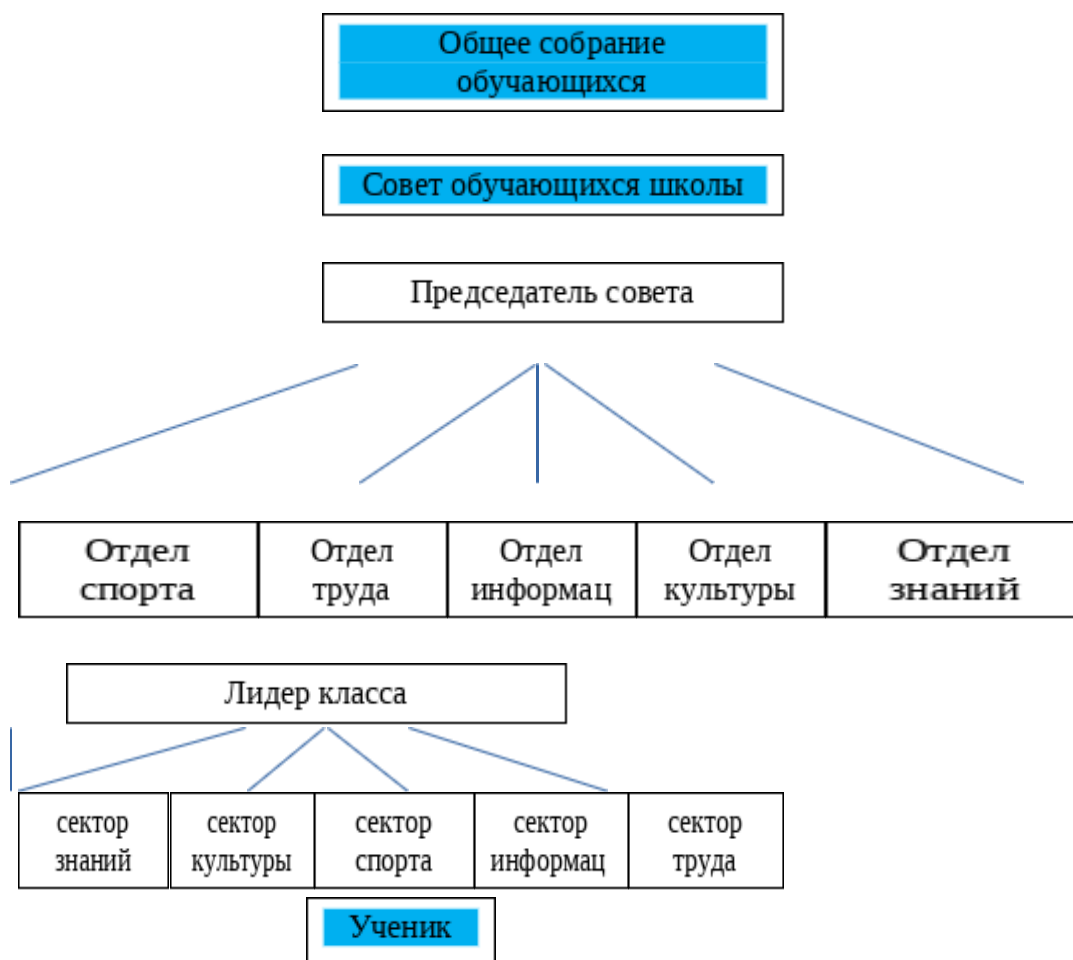 Общее собрание
обучающихся
Совет обучающихся школы
Председатель совета
Отдел
спорта
Отдел
труда
Отдел
информац
Отдел
культуры
Отдел
знаний
Лидер класса
сектор
знаний
сектор
культуры
сектор
спорта
сектор
информац
сектор
труда
Ученик